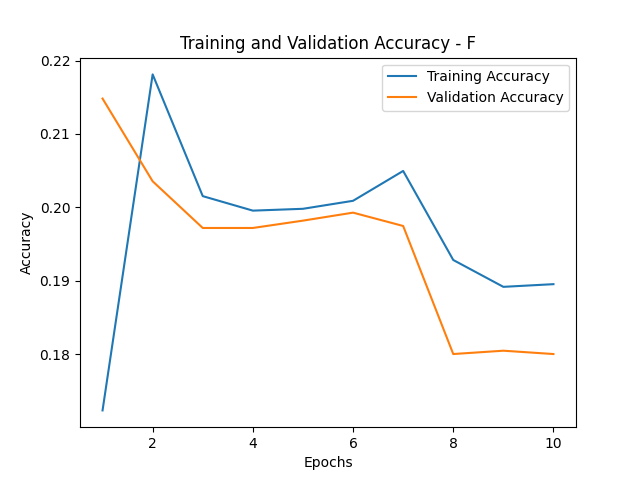 Training and Validation Accuracy - F
Training Accuracy
Validation Accuracy
0.22
0.21
0.20
0.19
0.18
Accuracy
2
4
6
8
10
Epochs